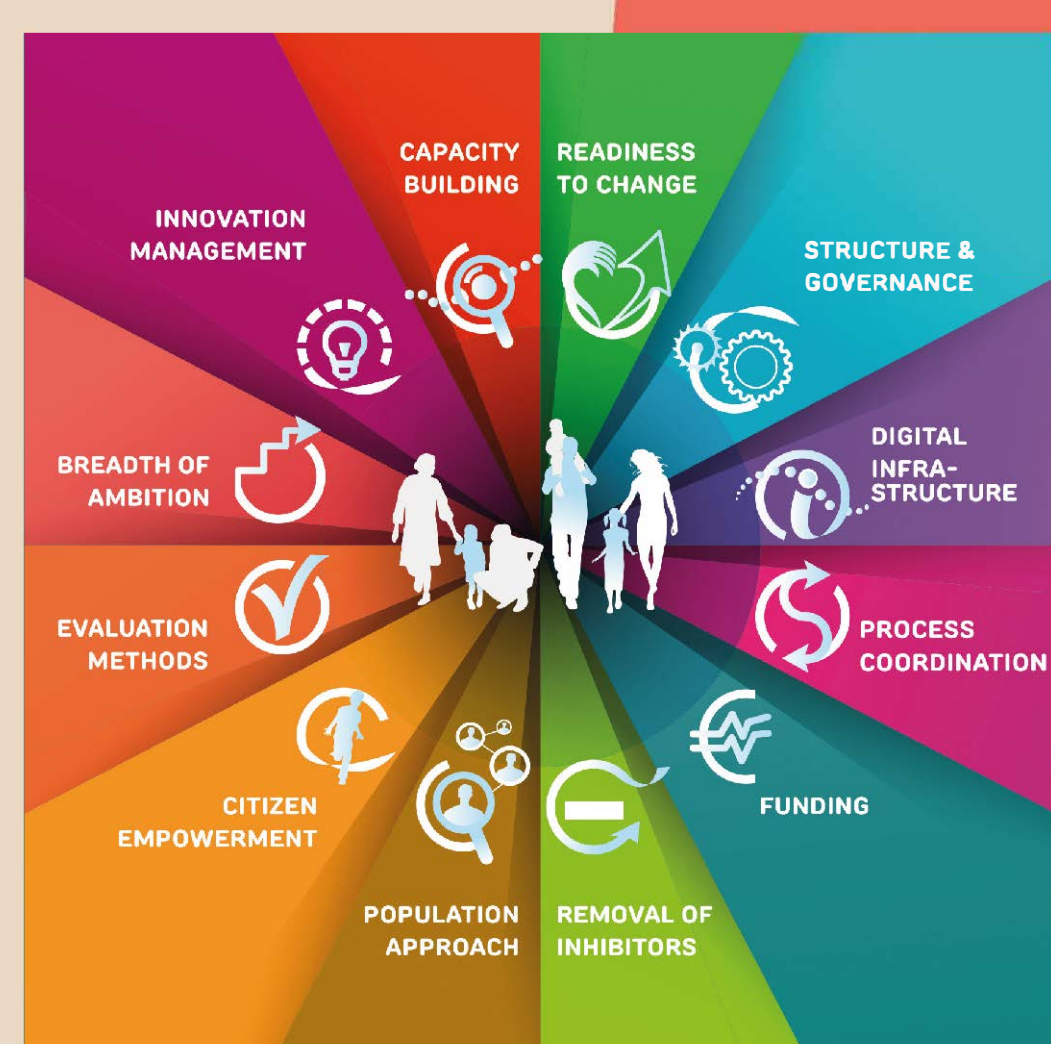 CAPACITY
BUILDING
READINESS
TO CHANGE
STRUCTURE &
GOVERNANCE
DIGITAL
INFRA-
STRUCTURE
PROCESS
COORDINATION
FUNDING
REMOVAL OF
INHIBITORS
POPULATION
APPROACH
CITIZEN
EMPOWERMENT
EVALUATION
METHODS
BREADTH OF
AMBITION
INNOVATION
MANAGEMENT